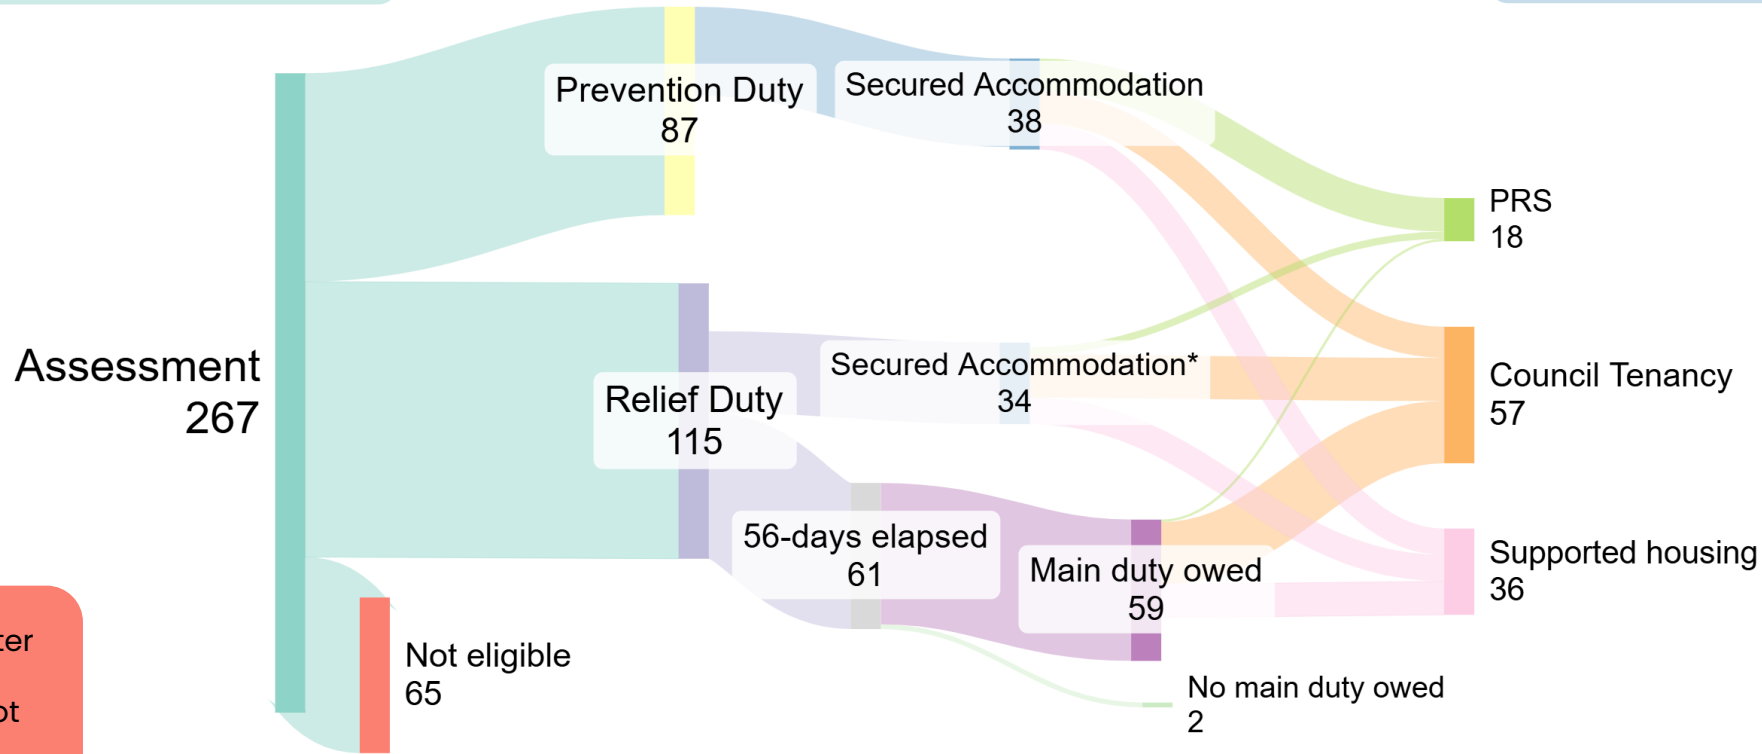 Prevention Duty
87
Secured Accommodation
38
PRS
18
Assessment
267
Secured Accommodation*
34
Council Tenancy
57
Relief Duty
115
56-days elapsed
61
Main duty owed
59
Supported housing
36
Not eligible
65
No main duty owed
2